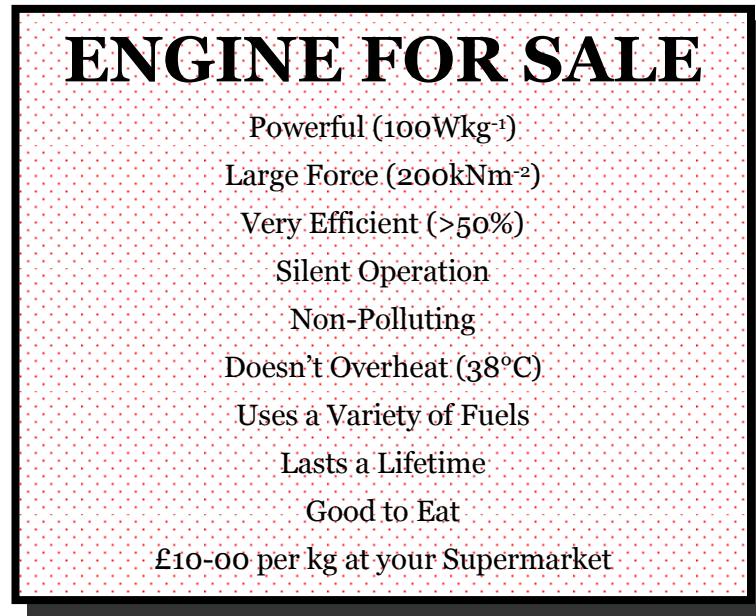 ENGINE FOR SALE
Powerful (100Wkg⁻¹)
Large Force (200kNm⁻²)
Very Efficient (>50%)
Silent Operation
Non-Polluting
Doesn’t Overheat (38°C)
Uses a Variety of Fuels
Lasts a Lifetime
Good to Eat
£10-00 per kg at your Supermarket